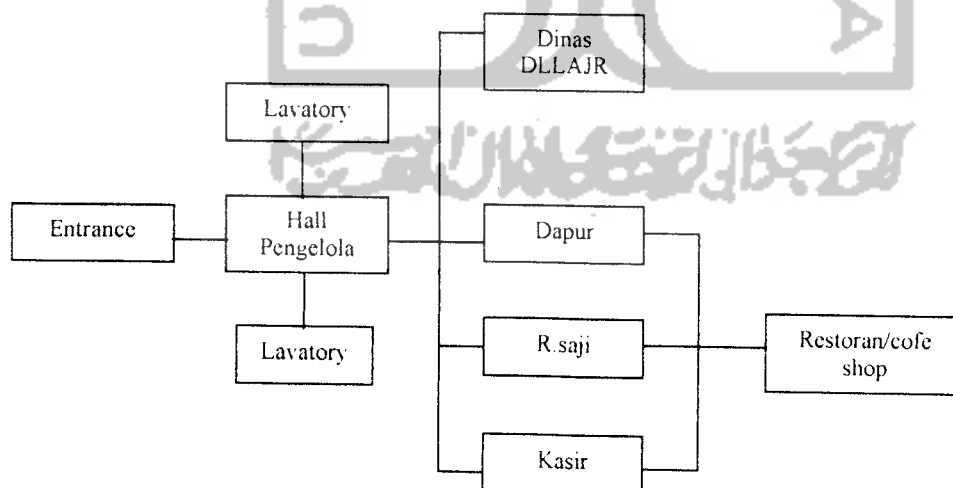 Dinas
DLLAJR
Lavatory
Entrance
Hall
Pengelola
Dapur
Lavatory
R.saji
Restoran/cofe
shop
Kasir